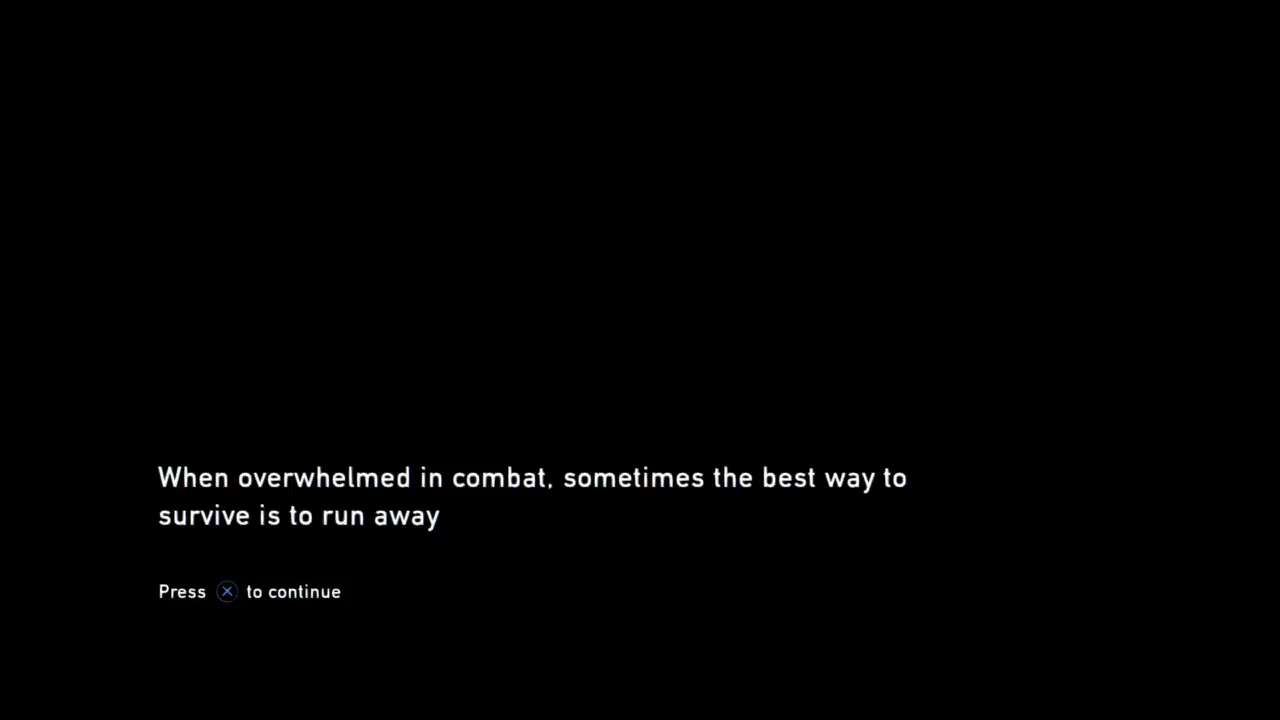 When overwhelmed in combat, sometimes the best way to
survive is to run away
Press ⓧ to continue